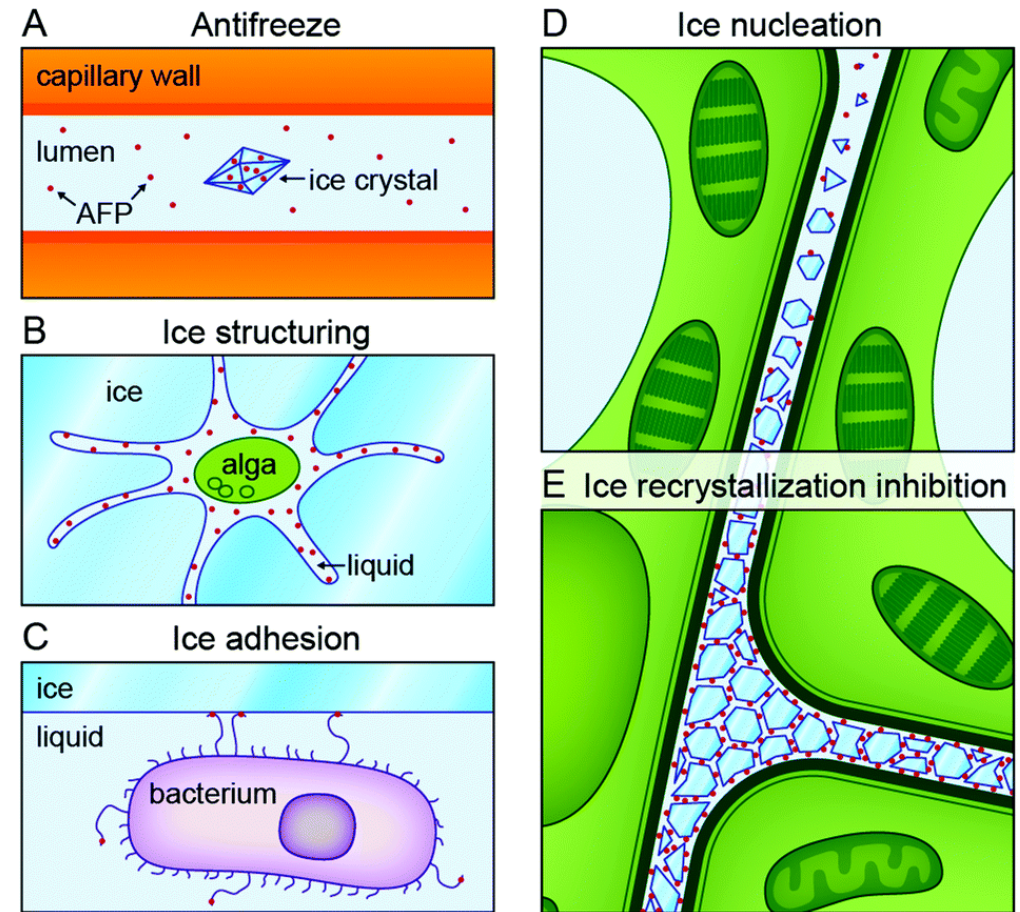 A Antifreeze
capillary wall
lumen
ice crystal
AFP
B Ice structuring
ice
alga
liquid
C Ice adhesion
ice
liquid
bacterium
D Ice nucleation
E Ice recrystallization inhibition